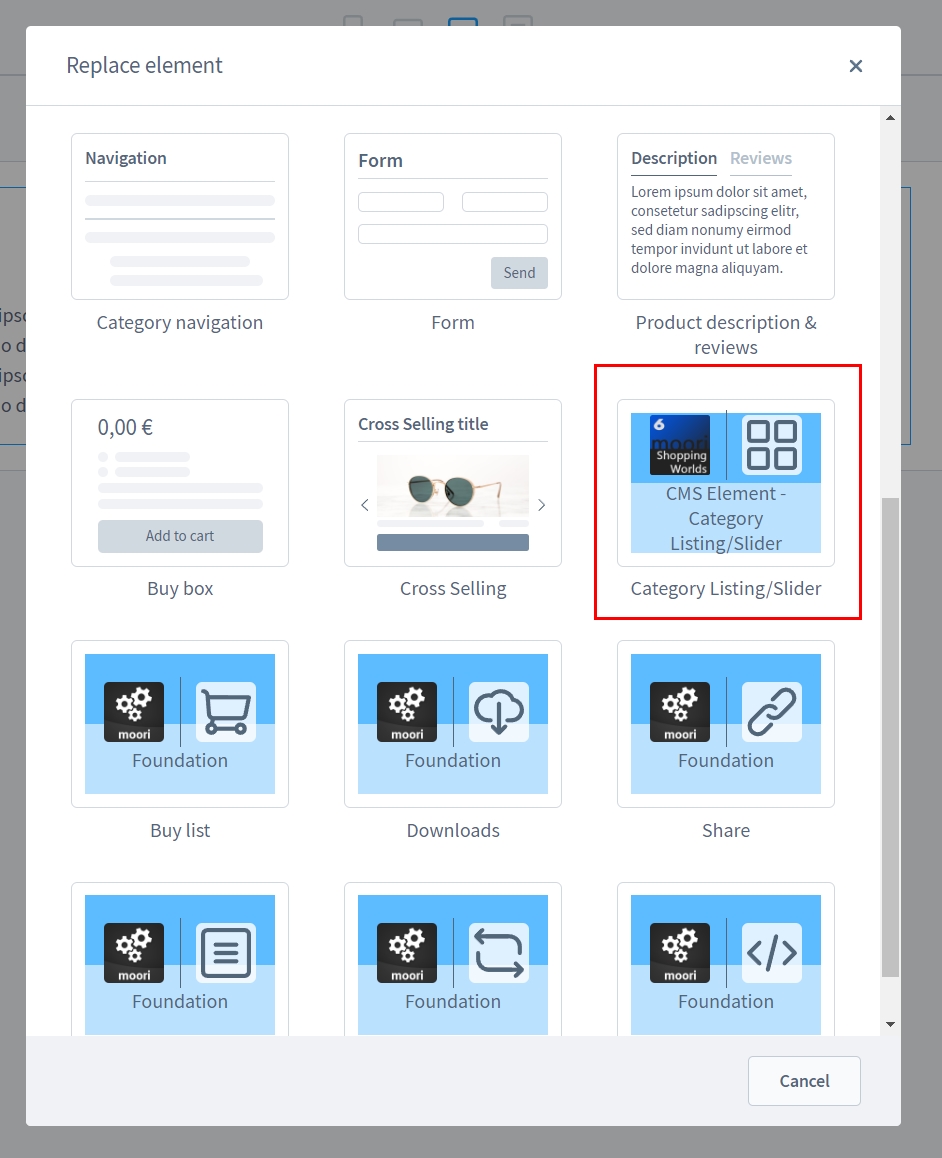 Replace element
Navigation
Category navigation
Form
Send
Form
Description Reviews
Lorem ipsum dolor sit amet,
consetetur sadipscing elitr,
sed diam nonumy eirmod
tempor invidunt ut labore et
dolore magna aliquyam.
Product description &
reviews
0,00 €
Add to cart
Buy box
Cross Selling title
Cross Selling
6
moori
Shopping
Worlds
CMS Element -
Category
Listing/Slider
Category Listing/Slider
moori
Foundation
Buy list
moori
Foundation
Downloads
moori
Foundation
Share
moori
Foundation
moori
Foundation
moori
Foundation
Cancel